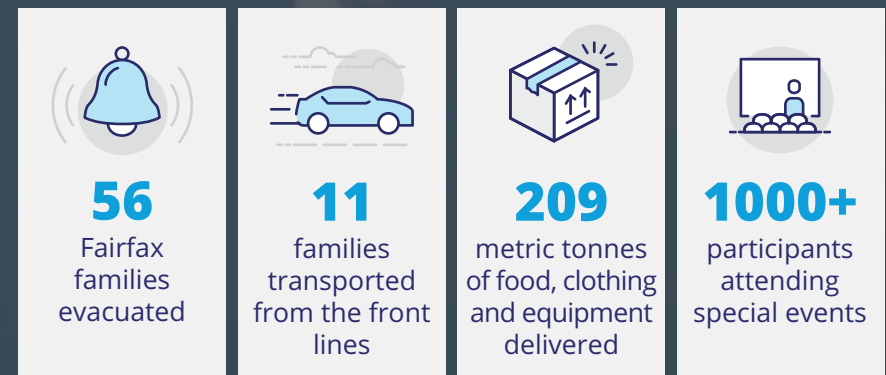 56
Fairfax
families
evacuated
11
families
transported
from the front
lines
209
metric tonnes
of food, clothing
and equipment
delivered
1000+
participants
attending
special events